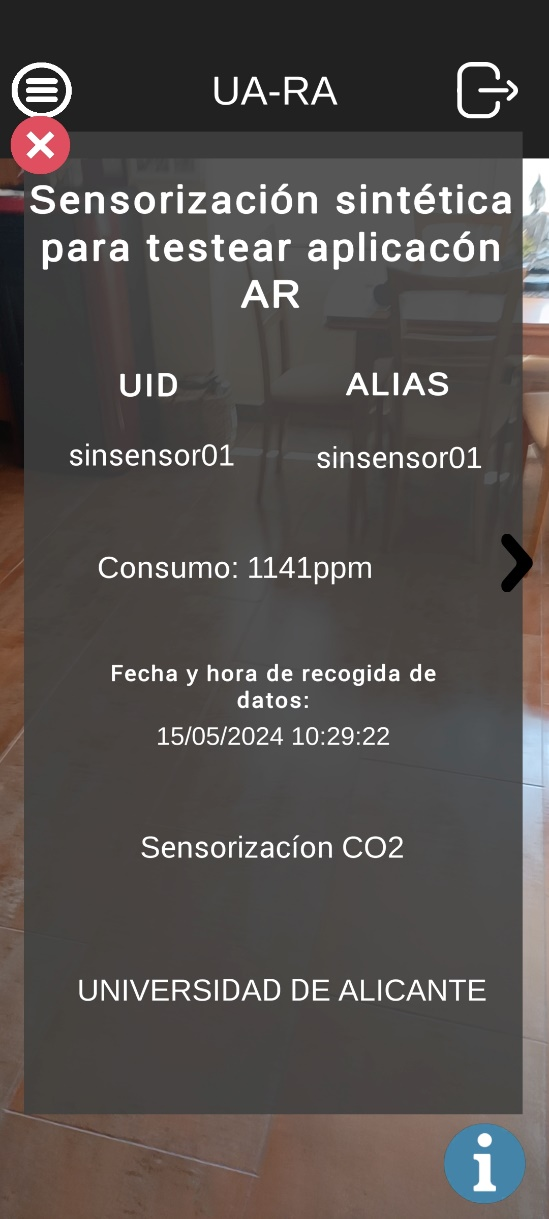 UA-RA
Sensorización sintética
para testear aplicacón
AR
UID ALIAS
sinsensor01 sinsensor01
Consumo: 1141ppm
Fecha y hora de recogida de
datos:
15/05/2024 10:29:22
Sensorizacíon CO2
UNIVERSIDAD DE ALICANTE